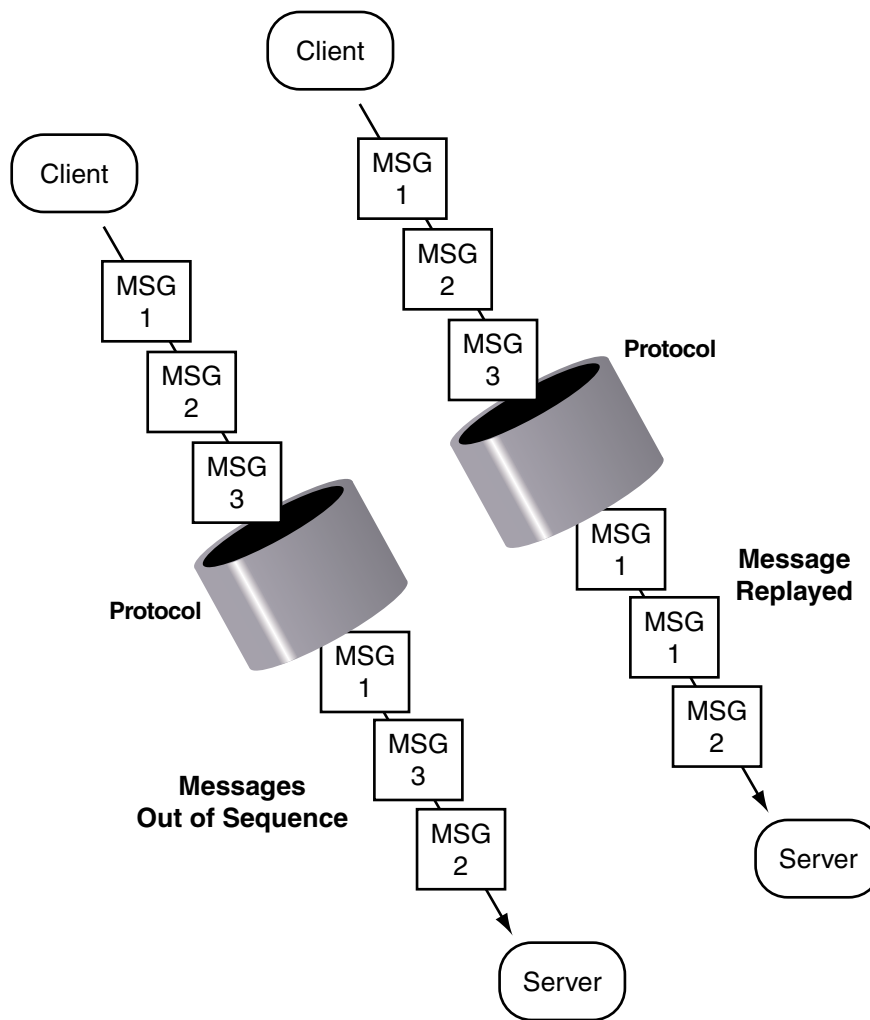 Client
MSG
1
MSG
2
MSG
3
Protocol
MSG
1
MSG
3
MSG
2
Messages
Out of Sequence
Server
Client
MSG
1
MSG
2
MSG
3
Protocol
MSG
1
MSG
1
MSG
2
Message
Replayed
Server